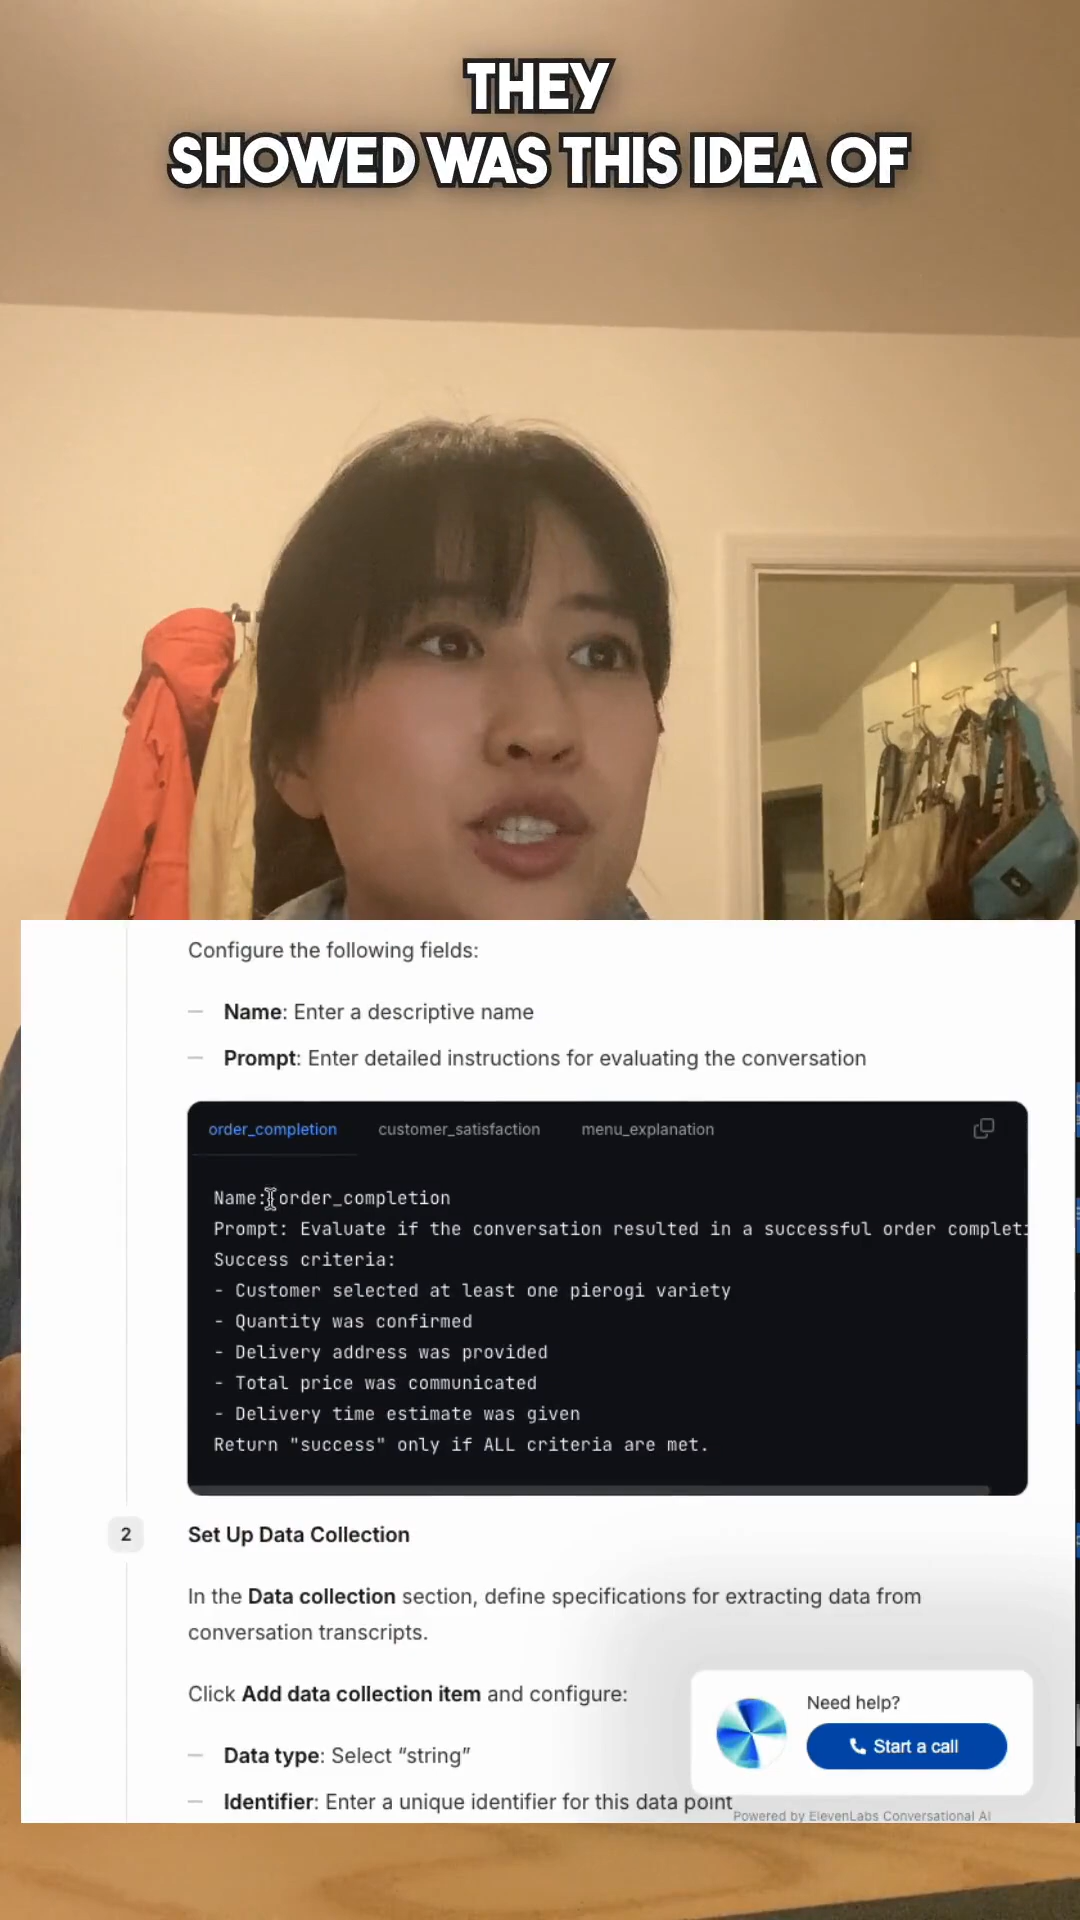 THEY
SHOWED WAS THIS IDEA OF
Configure the following fields:
— Name: Enter a descriptive name
— Prompt: Enter detailed instructions for evaluating the conversation
order_completion customer_satisfaction menu_explanation
Name: order_completion
Prompt: Evaluate if the conversation resulted in a successful order completi
Success criteria:
- Customer selected at least one pierogi variety
- Quantity was confirmed
- Delivery address was provided
- Total price was communicated
- Delivery time estimate was given
Return "success" only if ALL criteria are met.
2 Set Up Data Collection
In the Data collection section, define specifications for extracting data from
conversation transcripts.
Click Add data collection item and configure:
— Data type: Select “string”
— Identifier: Enter a unique identifier for this data point
Need help?
Start a call
Powered by ElevenLabs Conversational AI